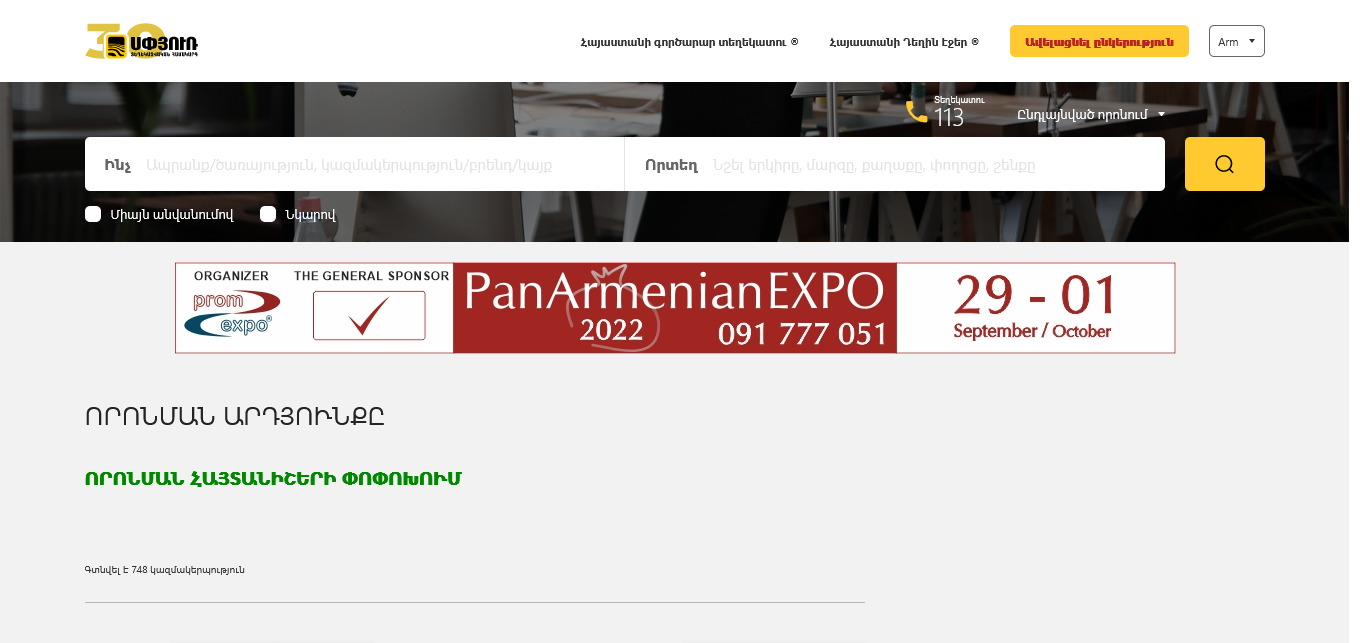 30 ՍՓՅՈՒՌ
ՏԵՂԵԿԱՏՎԱԿԱՆ ՀԱՄԱԿԱՐԳ
Հայաստանի գործարար տեղեկատու ®
Հայաստանի Դեղին էջեր ®
Ավելացնել ընկերություն
Arm
Տեղեկատու
113
Ընդլայնված որոնում
Ինչ
Ապրանք/ծառայություն, կազմակերպություն/բրենդ/կայք
Որտեղ
Նշել երկիրը, մարզը, քաղաքը, փողոցը, շենքը
Միայն անվանումով
Նկարով
ORGANIZER
THE GENERAL SPONSOR
prom
expo®
PanArmenianEXPO
2022
091 777 051
29 - 01
September / October
ՈՐՈՆՄԱՆ ԱՐԴՅՈՒՆՔԸ
ՈՐՈՆՄԱՆ ՀԱՅՏԱՆԻՇԵՐԻ ՓՈՓՈԽՈՒՄ
Գտնվել է 748 կազմակերպություն